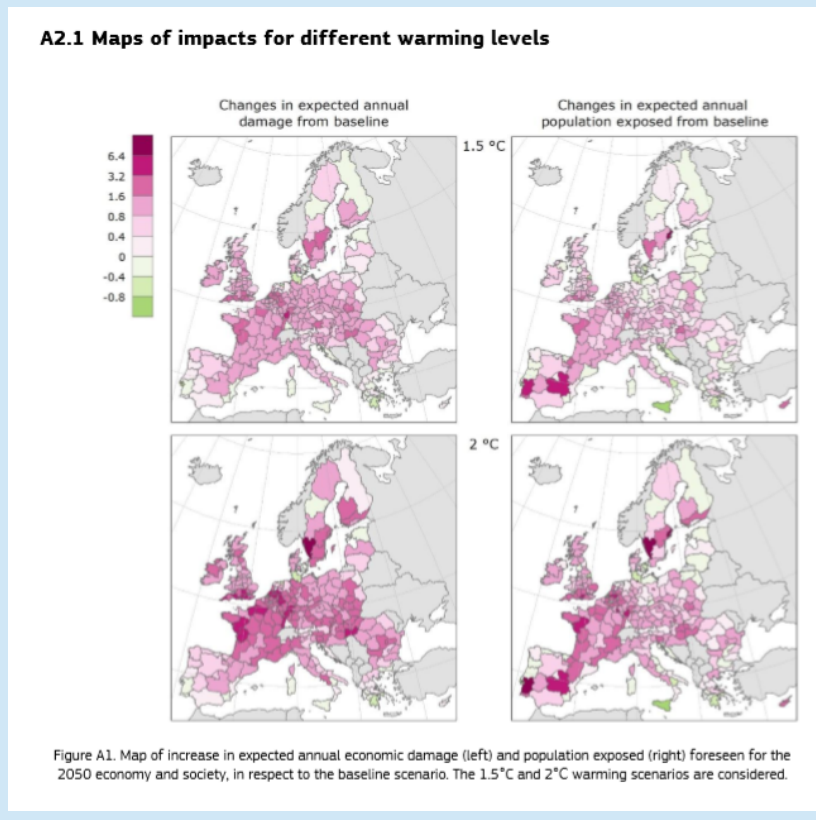 A2.1 Maps of impacts for different warming levels
Changes in expected annual
damage from baseline
Changes in expected annual
population exposed from baseline
1.5 °C
6.4
3.2
1.6
0.8
0.4
0
-0.4
-0.8
2 °C
Figure A1. Map of increase in expected annual economic damage (left) and population exposed (right) foreseen for the
2050 economy and society, in respect to the baseline scenario. The 1.5°C and 2°C warming scenarios are considered.